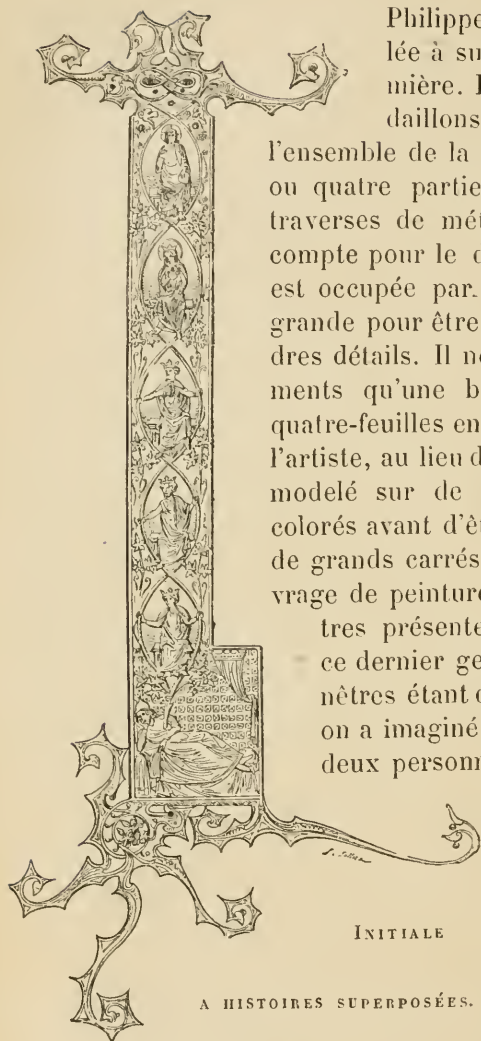 Philippe
lée à su
mière. I
daillons
l'ensemble de la
ou quatre partie
traverses de mét
compte pour le c
est occupée par
grande pour être
dres détails. Il n
ments qu'une b
quatre-feuilles en
l'artiste, au lieu d
modelé sur de
colorés avant d'ê
de grands carrés
vrage de peinture
tres présente
ce dernier ge
nêtres étant
on a imaginé
deux person
INITIALE
A HISTOIRES SUPERPOSÉES.